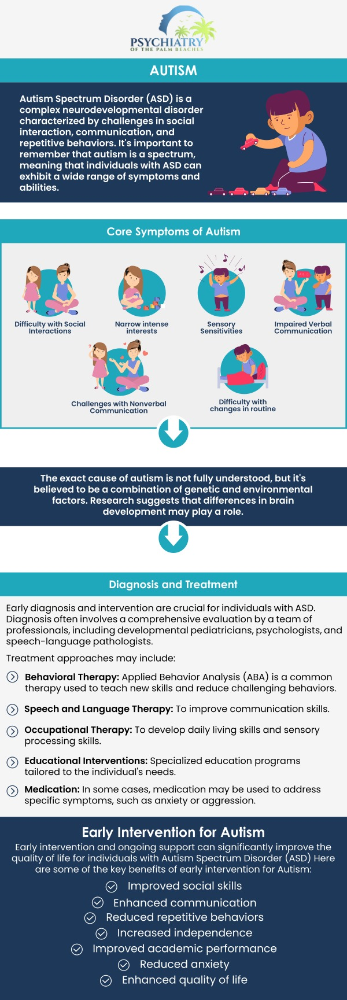 PSYCHIATRY
OF THE PALM BEACHES
AUTISM
Autism Spectrum Disorder (ASD) is a
complex neurodevelopmental disorder
characterized by challenges in social
interaction, communication, and
repetitive behaviors. It's important to
remember that autism is a spectrum,
meaning that individuals with ASD can
exhibit a wide range of symptoms and
abilities.
Core Symptoms of Autism
ABC
Difficulty with Social
Interactions
Narrow intense
interests
Sensory
Sensitivities
Impaired Verbal
Communication
?
Challenges with Nonverbal
Communication
Difficulty with
changes in routine
The exact cause of autism is not fully understood, but it's
believed to be a combination of genetic and environmental
factors. Research suggests that differences in brain
development may play a role.
Diagnosis and Treatment
Early diagnosis and intervention are crucial for individuals with ASD.
Diagnosis often involves a comprehensive evaluation by a team of
professionals, including developmental pediatricians, psychologists, and
speech-language pathologists.
Treatment approaches may include:
Behavioral Therapy: Applied Behavior Analysis (ABA) is a common
therapy used to teach new skills and reduce challenging behaviors.
Speech and Language Therapy: To improve communication skills.
Occupational Therapy: To develop daily living skills and sensory
processing skills.
Educational Interventions: Specialized education programs
tailored to the individual's needs.
Medication: In some cases, medication may be used to address
specific symptoms, such as anxiety or aggression.
Early Intervention for Autism
Early intervention and ongoing support can significantly improve the
quality of life for individuals with Autism Spectrum Disorder (ASD) Here
are some of the key benefits of early intervention for Autism:
Improved social skills
Enhanced communication
Reduced repetitive behaviors
Increased independence
Improved academic performance
Reduced anxiety
Enhanced quality of life